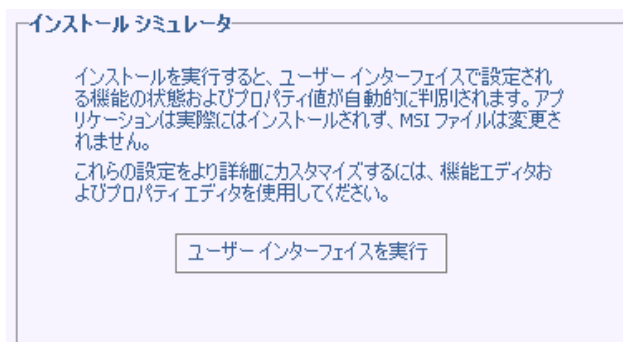 インストール シミュレータ
インストールを実行すると、ユーザー インターフェイスで設定され
る機能の状態およびプロパティ値が自動的に判別されます。アプ
リケーションは実際にはインストールされず、MSI ファイルは変更さ
れません。
これらの設定をより詳細にカスタマイズするには、機能エディタお
よびプロパティ エディタを使用してください。
ユーザー インターフェイスを実行